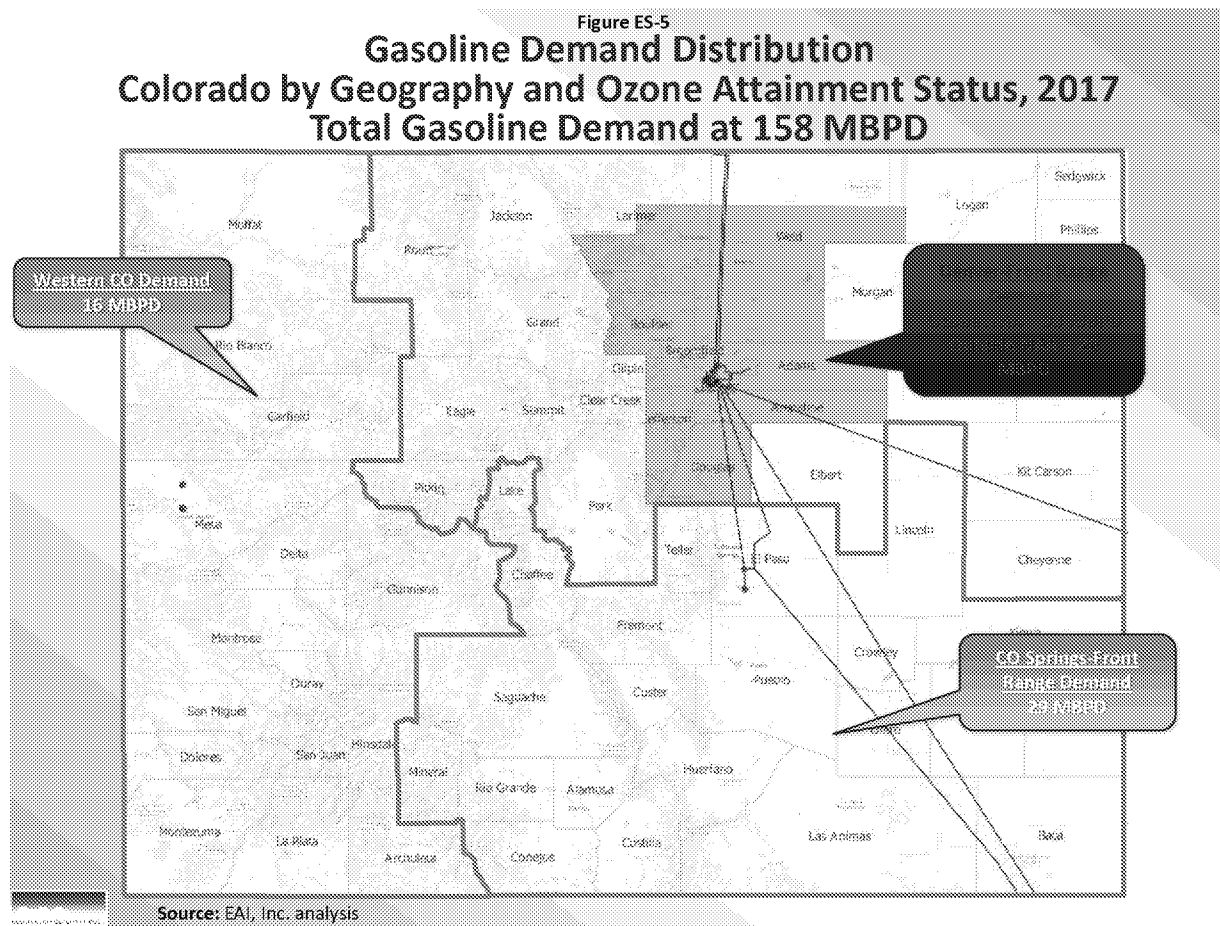 Figure ES-5
Gasoline Demand Distribution
Colorado by Geography and Ozone Attainment Status, 2017
Total Gasoline Demand at 158 MBPD
Sedgwick
Logan
Moffat
Jackson
Larimer
Routt
Weld
Phillips
Western CO Demand
16 MBPD
Morgan
Grand
Boulder
Rio Blanco
Gilpin
Adams
Clear Creek
Eagle
Summit
Garfield
Jefferson
Arapahoe
Douglas
Elbert
Kit Carson
Pitkin
Lake
Park
Mesa
Lincoln
Teller
El Paso
Delta
Chaffee
Cheyenne
Gunnison
Fremont
Montrose
Crowley
CO Springs-Front
Range Demand
23 MBPD
Pueblo
Ouray
Custer
Saguache
San Miguel
Otero
Dolores
San Juan
Hinsdale
Mineral
Huerfano
Rio Grande
Alamosa
Montezuma
La Plata
Archuleta
Conejos
Costilla
Las Animas
Baca
Source: EAI, Inc. analysis